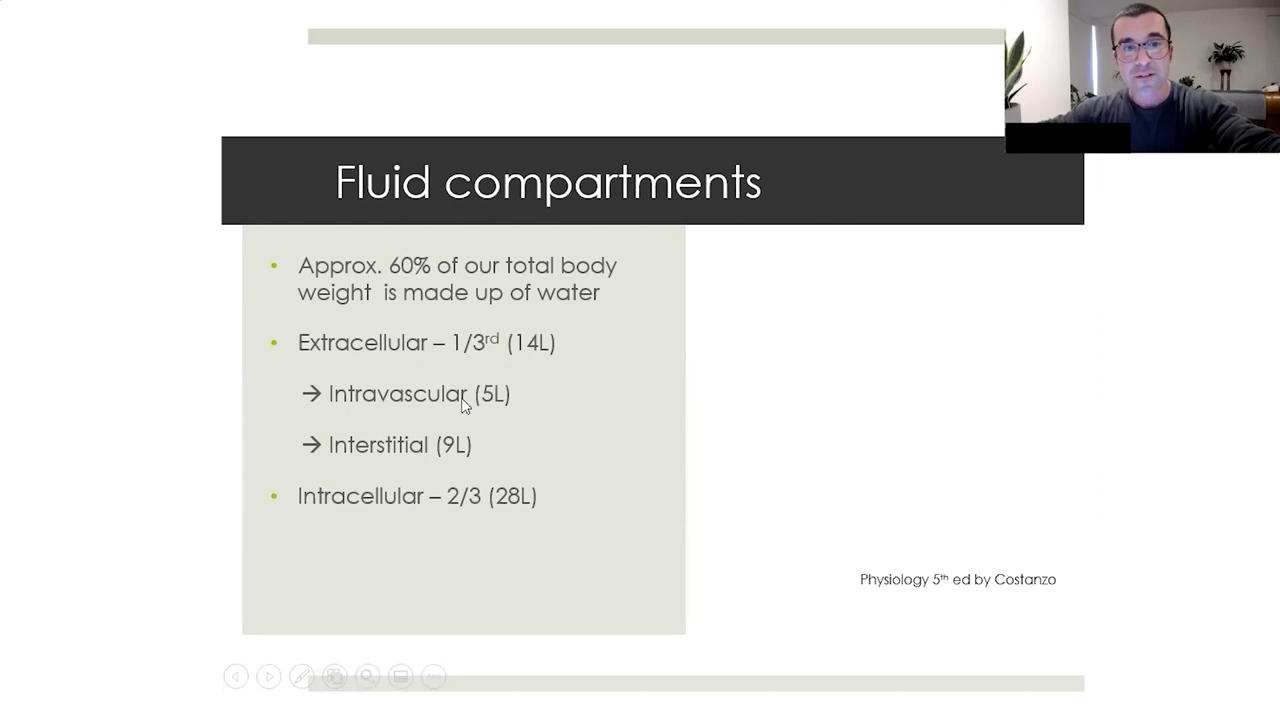 Fluid compartments
• Approx. 60% of our total body
weight is made up of water
• Extracellular – 1/3rd (14L)
→ Intravascular (5L)
→ Interstitial (9L)
• Intracellular – 2/3 (28L)
Physiology 5th ed by Costanzo